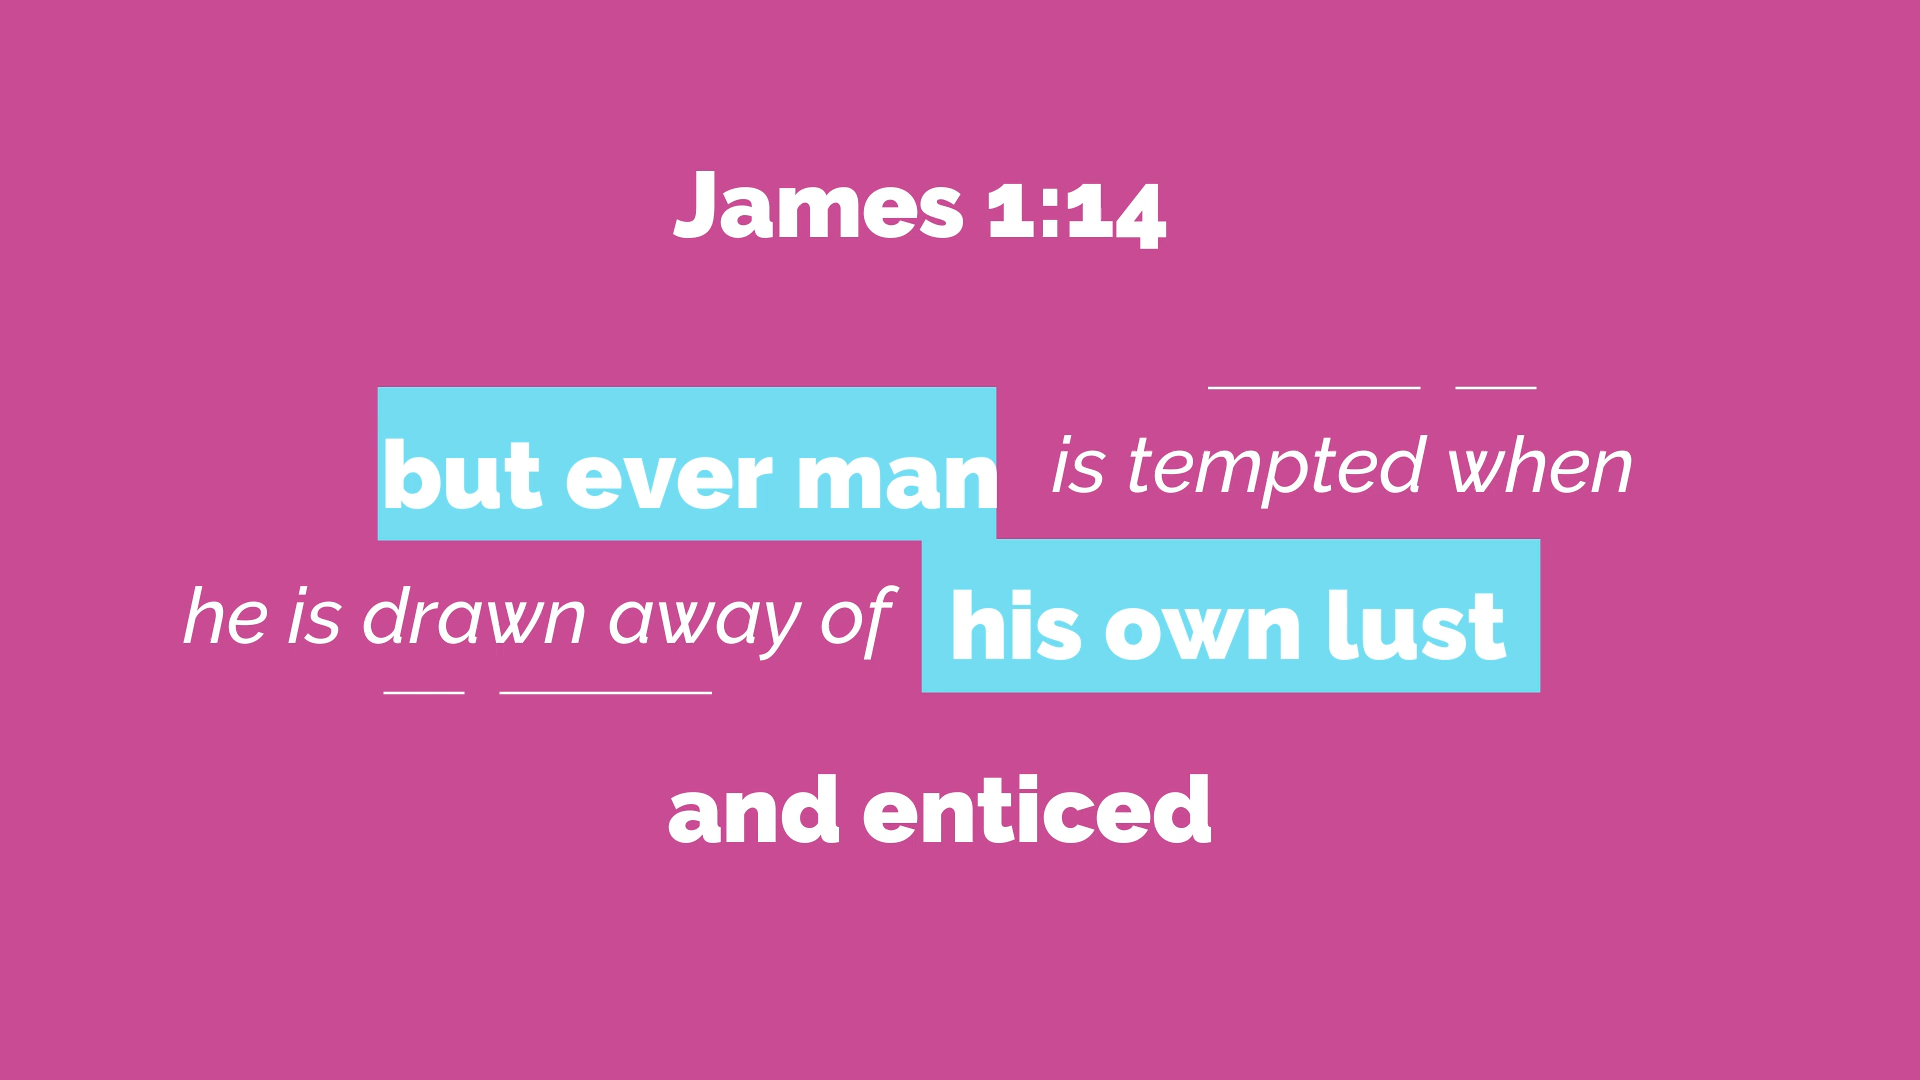 James 1:14
but ever man is tempted when
he is drawn away of his own lust
and enticed